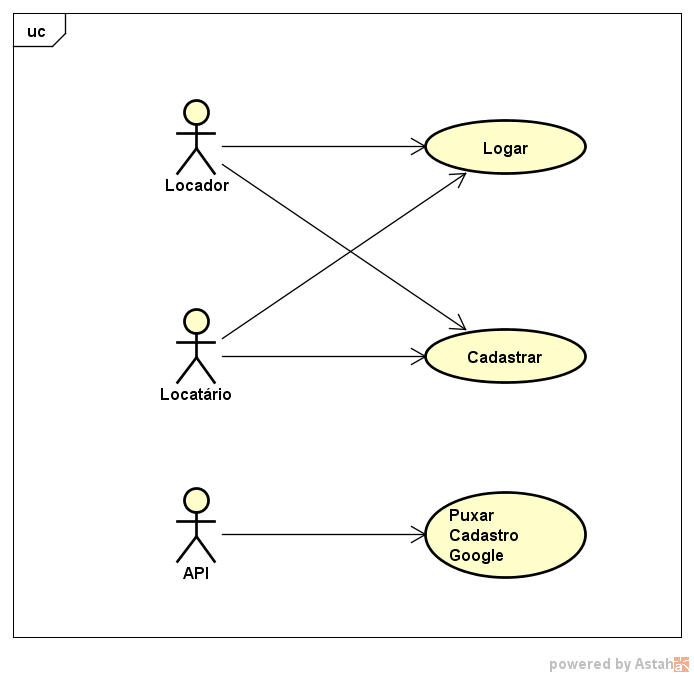 uc
Logar
Locador
Cadastrar
Locatário
Puxar
Cadastro
Google
API
powered by Astah